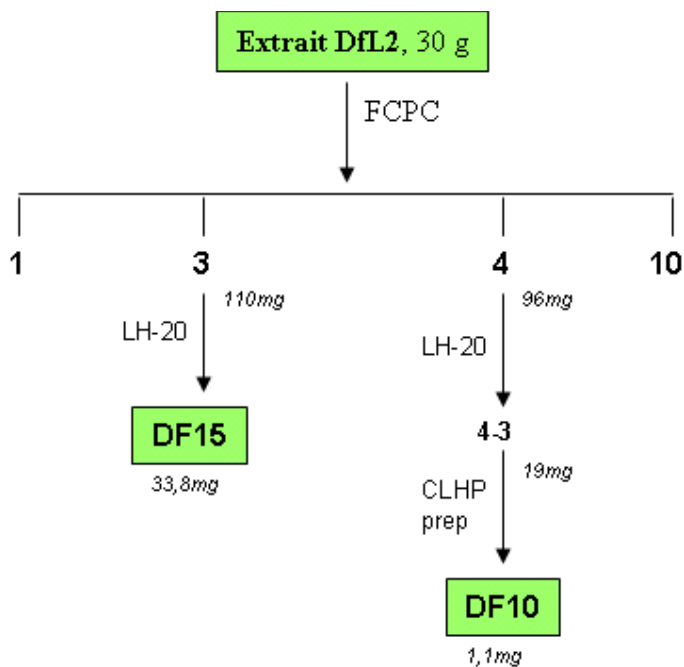 Extrait DfL2, 30 g
FCPC
1 3 4 10
110mg 96mg
LH-20 LH-20
DF15 4-3
33,8mg 19mg
CLHP
prep
DF10
1,1mg